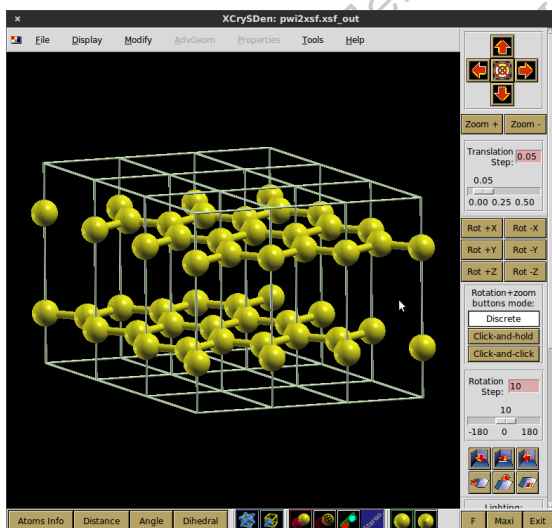 XCrySDen: pwi2xsf.xsf_out
File Display Modify AdvGeom Properties Tools Help
Zoom + Zoom -
Translation
Step: 0.05
0.05
0.00 0.25 0.50
Rot +X Rot -X
Rot +Y Rot -Y
Rot +Z Rot -Z
Rotation+zoom
buttons mode:
Discrete
Click-and-hold
Click-and-click
Rotation
Step: 10
10
-180 0 180
Lighting:
Atoms Info Distance Angle Dihedral stereo F Maxi Exit